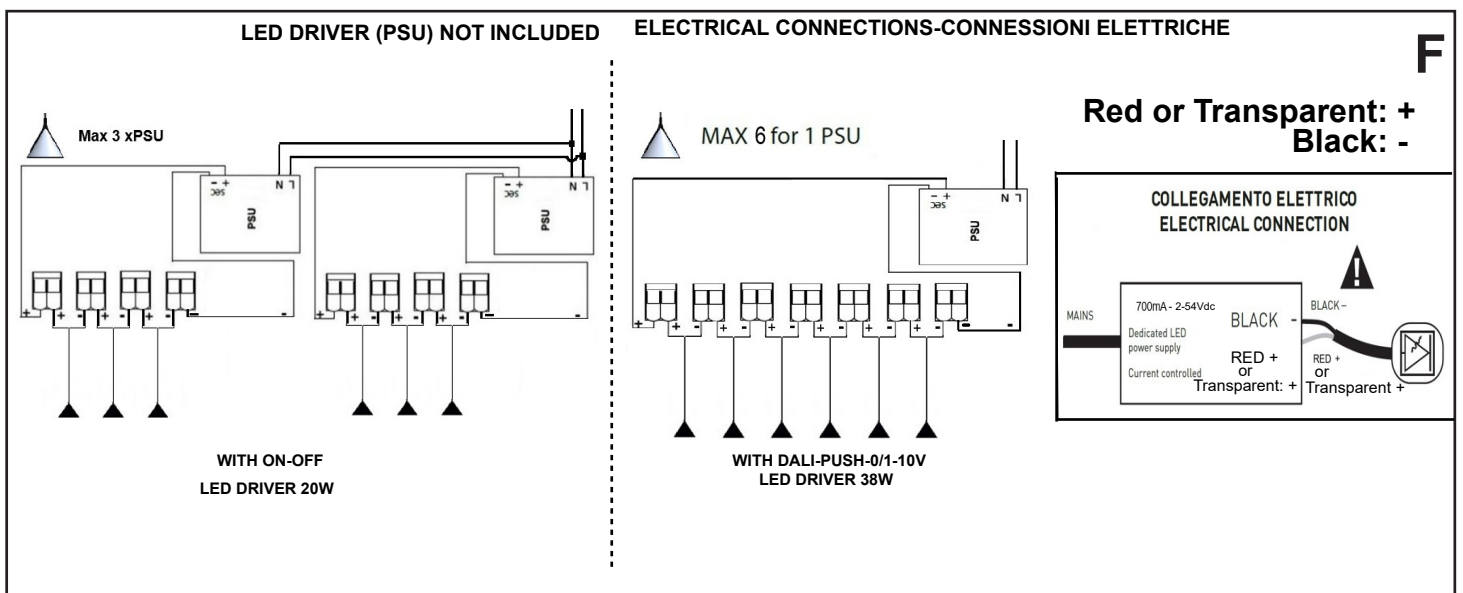 LED DRIVER (PSU) NOT INCLUDED
ELECTRICAL CONNECTIONS-CONNESSIONI ELETTRICHE
F
Max 3 xPSU
- +
sec
N L
PSU
- +
sec
N L
PSU
+ + - + - + - - -
+ + - + - + - - -
WITH ON-OFF
LED DRIVER 20W
MAX 6 for 1 PSU
- +
sec
N L
PSU
+ + - + - + - + - + - + - - -
WITH DALI-PUSH-0/1-10V
LED DRIVER 38W
Red or Transparent: +
Black: -
COLLEGAMENTO ELETTRICO
ELECTRICAL CONNECTION
!
MAINS
700mA - 2-54Vdc
Dedicated LED
power supply
Current controlled
BLACK -
RED +
or
Transparent: +
BLACK –
RED +
or
Transparent +